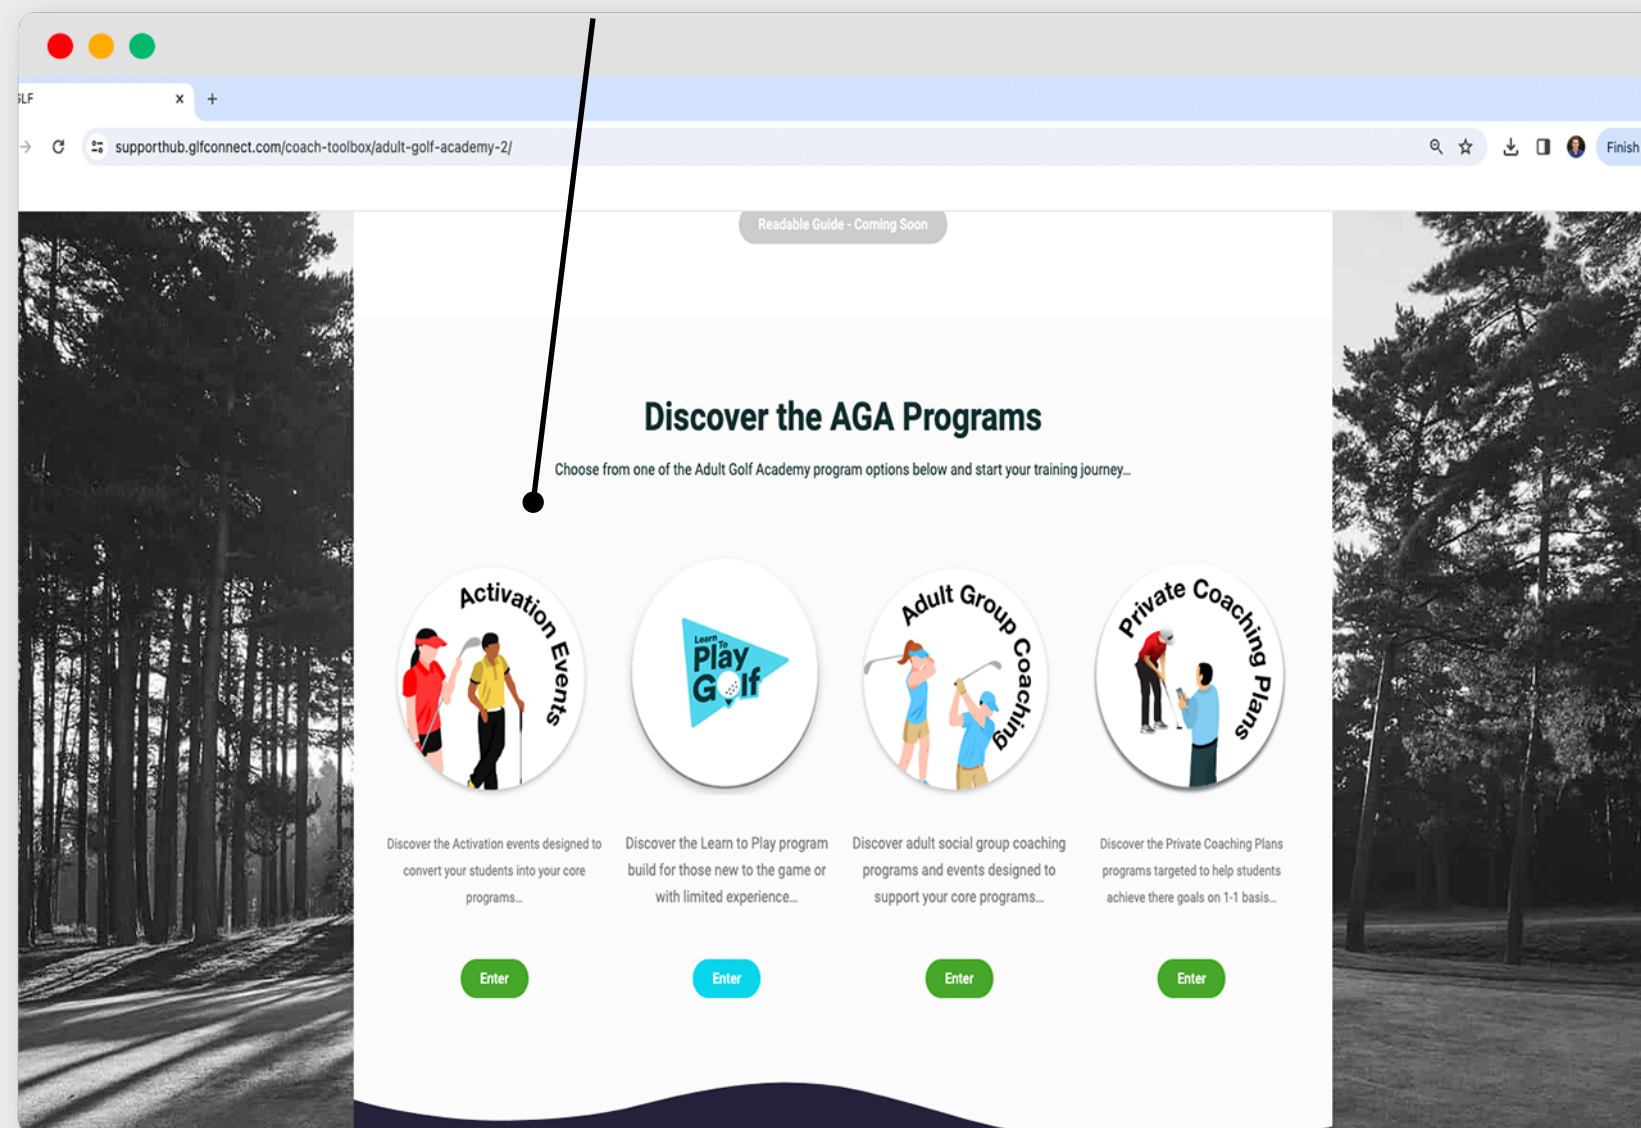 GLF
supporthub.glfconnect.com/coach-toolbox/adult-golf-academy-2/
Finish
Readable Guide - Coming Soon
Discover the AGA Programs
Choose from one of the Adult Golf Academy program options below and start your training journey...
Activation Events
Learn
To
Play
Golf
Adult Group Coaching
Private Coaching Plans
Discover the Activation events designed to
convert your students into your core
programs...
Discover the Learn to Play program
build for those new to the game or
with limited experience...
Discover adult social group coaching
programs and events designed to
support your core programs...
Discover the Private Coaching Plans
programs targeted to help students
achieve there goals on 1-1 basis...
Enter
Enter
Enter
Enter